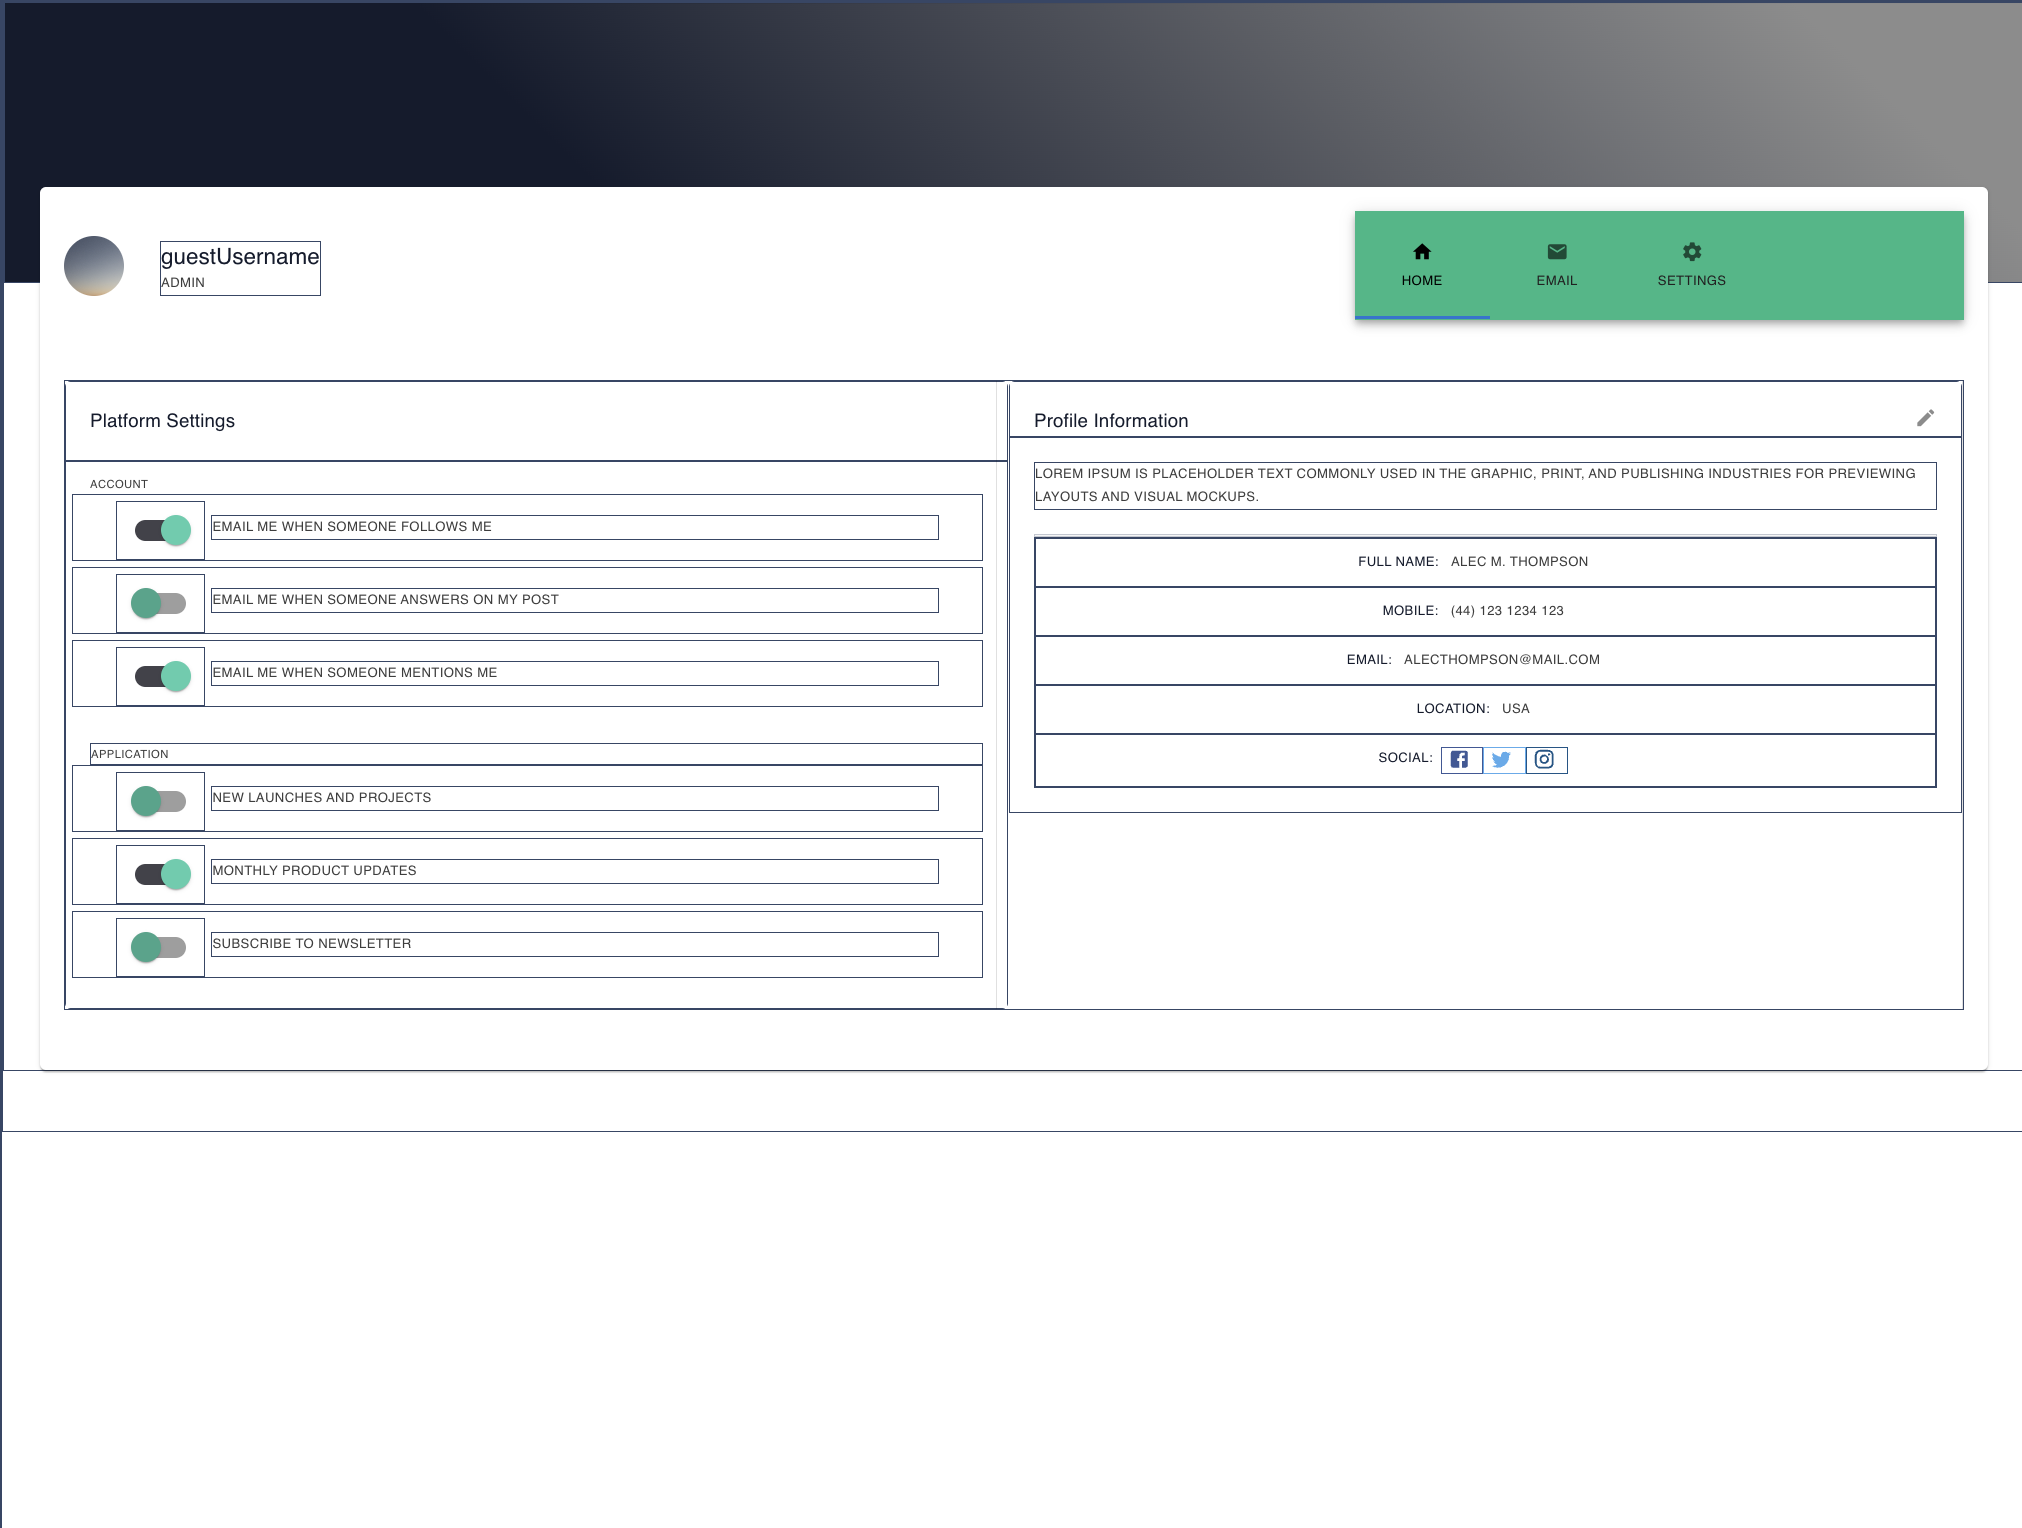 guestUsername
ADMIN
HOME
EMAIL
SETTINGS
Platform Settings
ACCOUNT
EMAIL ME WHEN SOMEONE FOLLOWS ME
EMAIL ME WHEN SOMEONE ANSWERS ON MY POST
EMAIL ME WHEN SOMEONE MENTIONS ME
APPLICATION
NEW LAUNCHES AND PROJECTS
MONTHLY PRODUCT UPDATES
SUBSCRIBE TO NEWSLETTER
Profile Information
LOREM IPSUM IS PLACEHOLDER TEXT COMMONLY USED IN THE GRAPHIC, PRINT, AND PUBLISHING INDUSTRIES FOR PREVIEWING
LAYOUTS AND VISUAL MOCKUPS.
FULL NAME: ALEC M. THOMPSON
MOBILE: (44) 123 1234 123
EMAIL: ALECTHOMPSON@MAIL.COM
LOCATION: USA
SOCIAL: